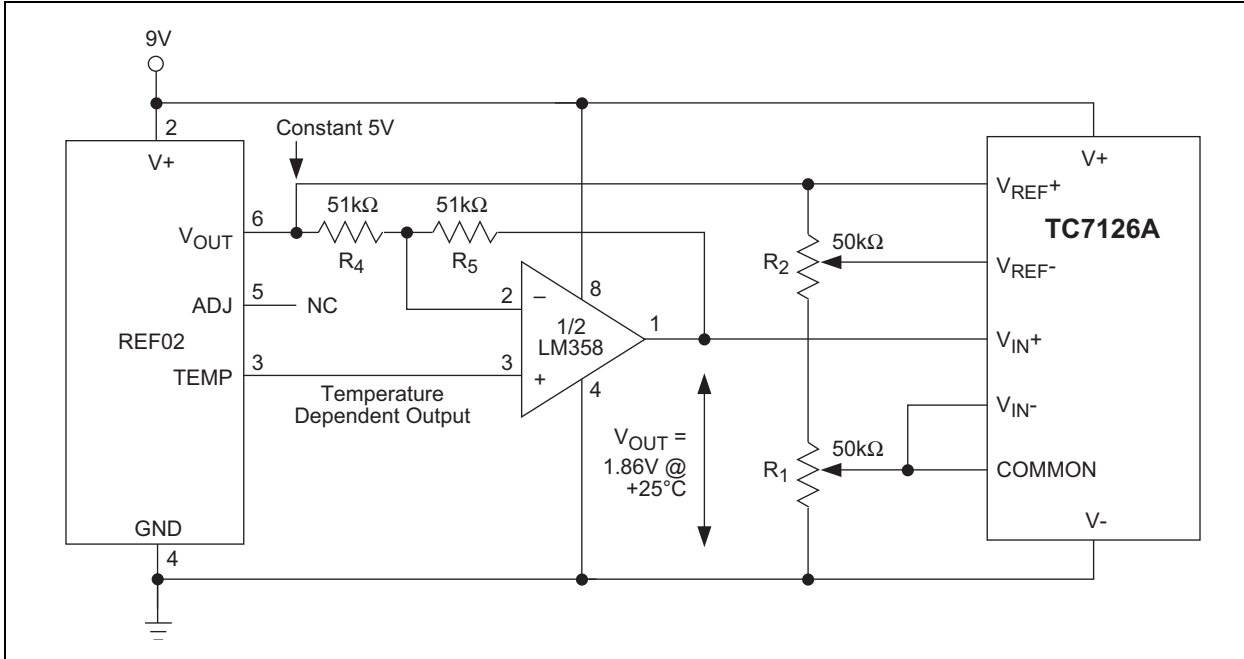 9V
2
V+
Constant 5V
V+
6
VOUT
51kΩ
R4
51kΩ
R5
VREF+
TC7126A
R2
50kΩ
VREF-
ADJ
5
NC
REF02
2
–
8
1/2
LM358
1
VIN+
TEMP
3
3
+
4
Temperature
Dependent Output
VIN-
VOUT =
1.86V @
+25°C
R1
50kΩ
COMMON
V-
GND
4